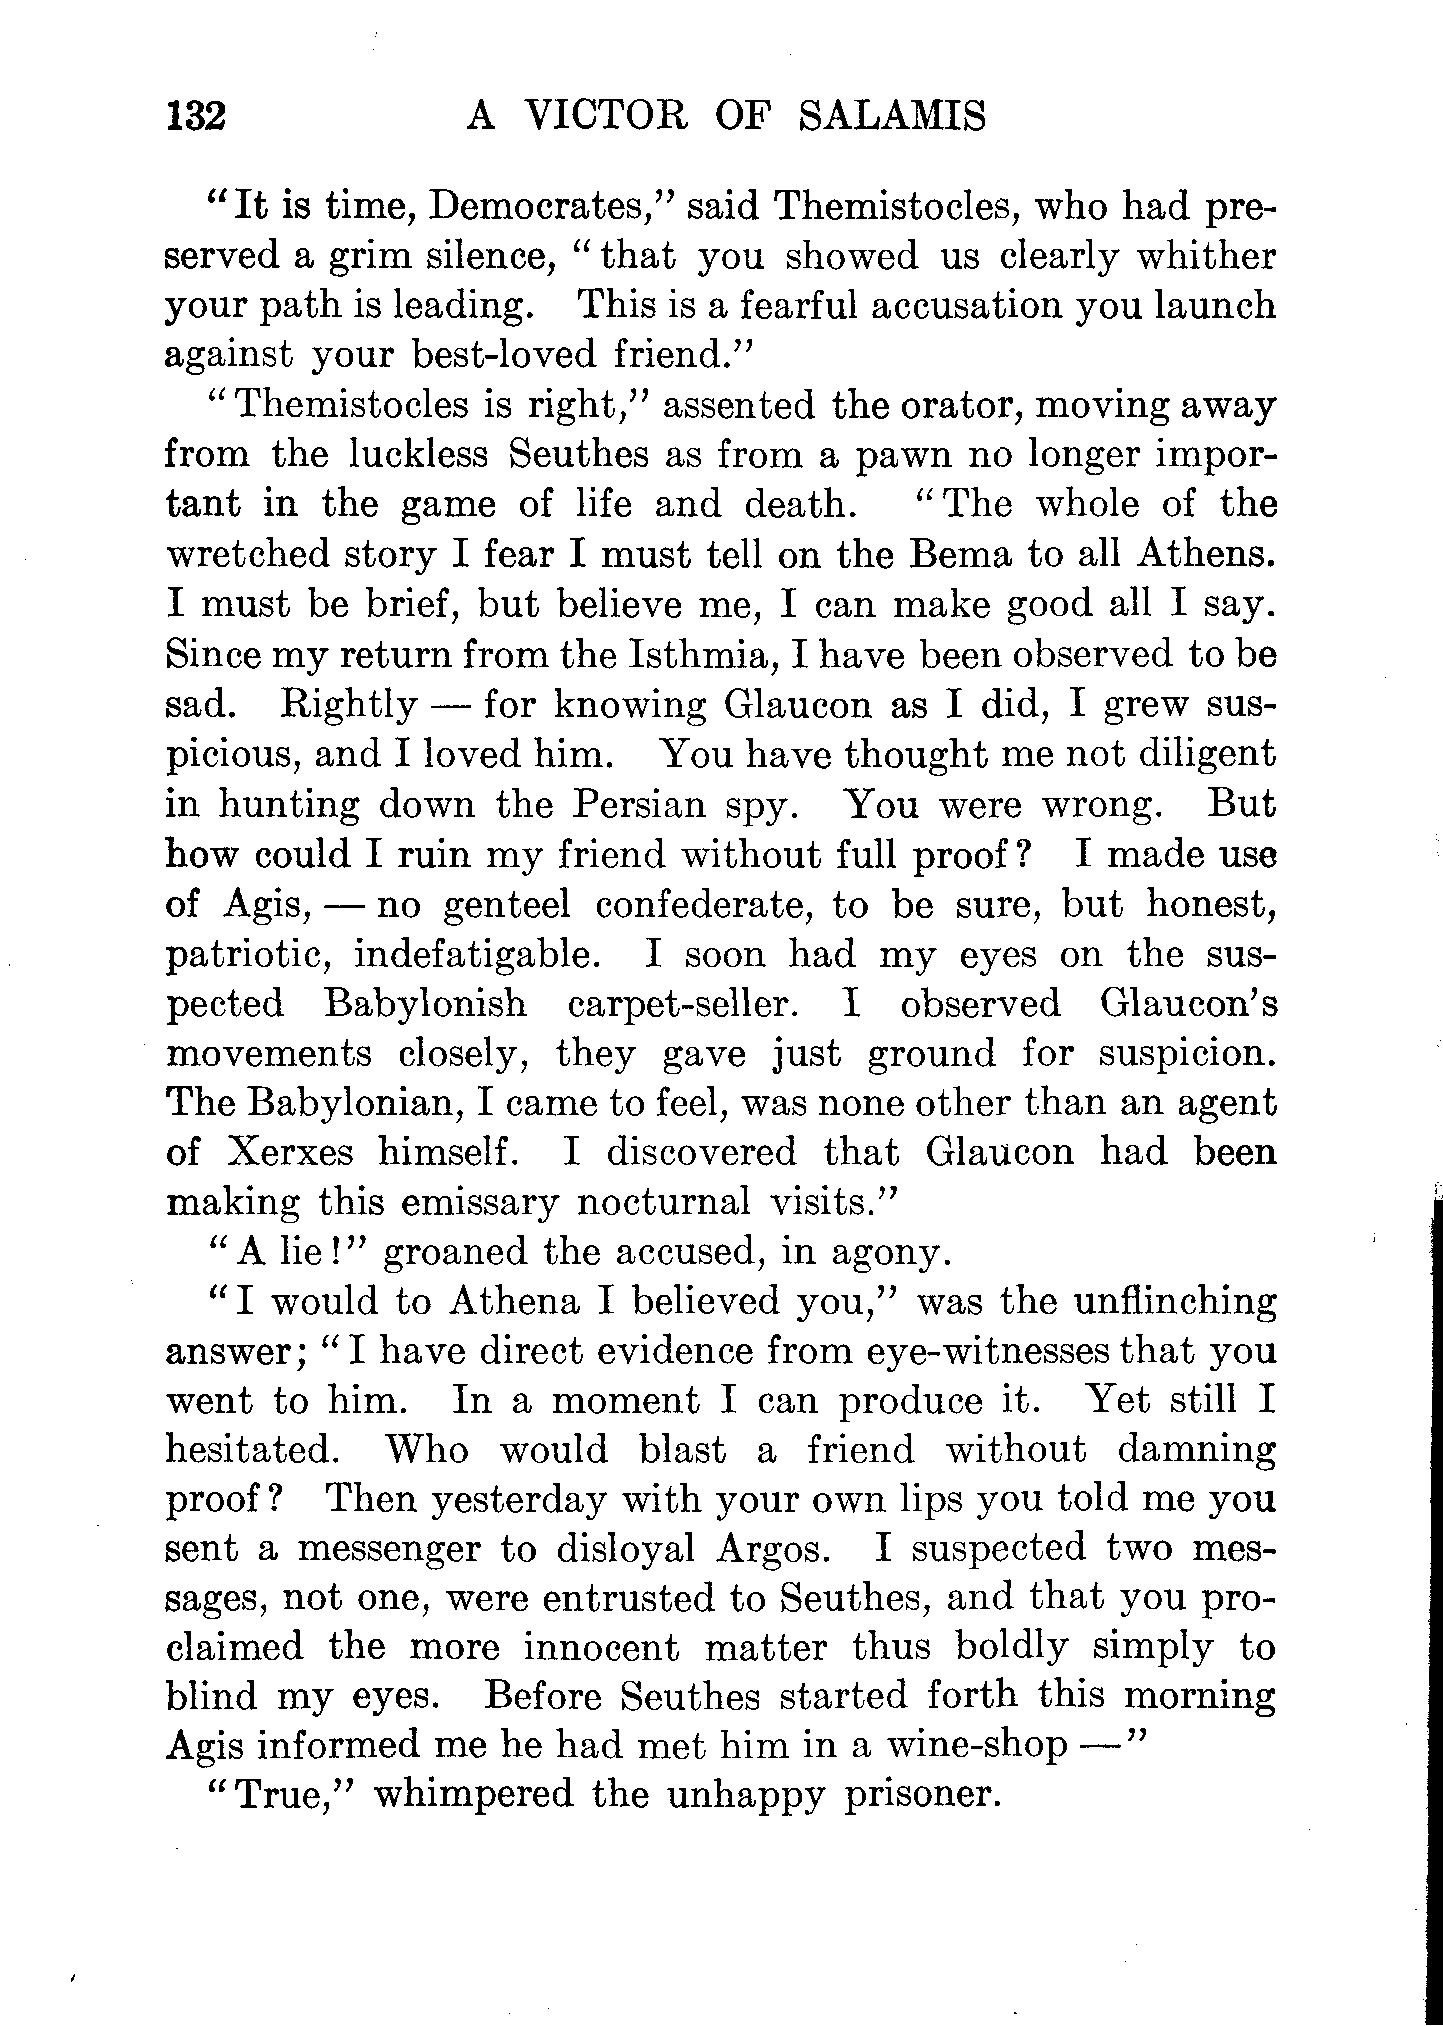 132 A VICTOR OF SALAMIS
"It is time, Democrates," said Themistocles, who had pre-
served a grim silence, "that you showed us clearly whither
your path is leading. This is a fearful accusation you launch
against your best-loved friend."
"Themistocles is right," assented the orator, moving away
from the luckless Seuthes as from a pawn no longer impor-
tant in the game of life and death. "The whole of the
wretched story I fear I must tell on the Bema to all Athens.
I must be brief, but believe me, I can make good all I say.
Since my return from the Isthmia, I have been observed to be
sad. Rightly — for knowing Glaucon as I did, I grew sus-
picious, and I loved him. You have thought me not diligent
in hunting down the Persian spy. You were wrong. But
how could I ruin my friend without full proof? I made use
of Agis, — no genteel confederate, to be sure, but honest,
patriotic, indefatigable. I soon had my eyes on the sus-
pected Babylonish carpet-seller. I observed Glaucon's
movements closely, they gave just ground for suspicion.
The Babylonian, I came to feel, was none other than an agent
of Xerxes himself. I discovered that Glaucon had been
making this emissary nocturnal visits."
"A lie!" groaned the accused, in agony.
"I would to Athena I believed you," was the unflinching
answer; "I have direct evidence from eye-witnesses that you
went to him. In a moment I can produce it. Yet still I
hesitated. Who would blast a friend without damning
proof? Then yesterday with your own lips you told me you
sent a messenger to disloyal Argos. I suspected two mes-
sages, not one, were entrusted to Seuthes, and that you pro-
claimed the more innocent matter thus boldly simply to
blind my eyes. Before Seuthes started forth this morning
Agis informed me he had met him in a wine-shop —"
"True," whimpered the unhappy prisoner.